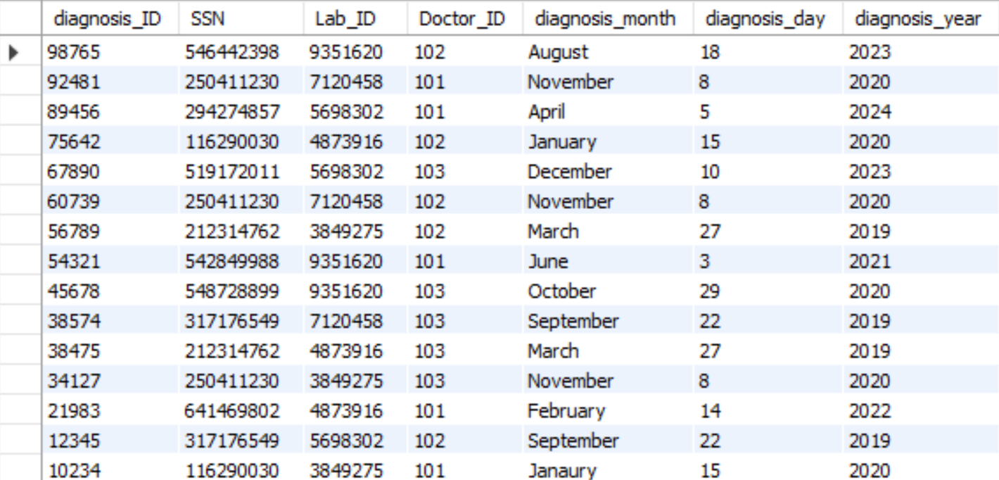 diagnosis_ID SSN Lab_ID Doctor_ID diagnosis_month diagnosis_day diagnosis_year
98765 546442398 9351620 102 August 18 2023
92481 250411230 7120458 101 November 8 2020
89456 294274857 5698302 101 April 5 2024
75642 116290030 4873916 102 January 15 2020
67890 519172011 5698302 103 December 10 2023
60739 250411230 7120458 102 November 8 2020
56789 212314762 3849275 102 March 27 2019
54321 542849988 9351620 101 June 3 2021
45678 548728899 9351620 103 October 29 2020
38574 317176549 7120458 103 September 22 2019
38475 212314762 4873916 103 March 27 2019
34127 250411230 3849275 103 November 8 2020
21983 641469802 4873916 101 February 14 2022
12345 317176549 5698302 102 September 22 2019
10234 116290030 3849275 101 Janaury 15 2020